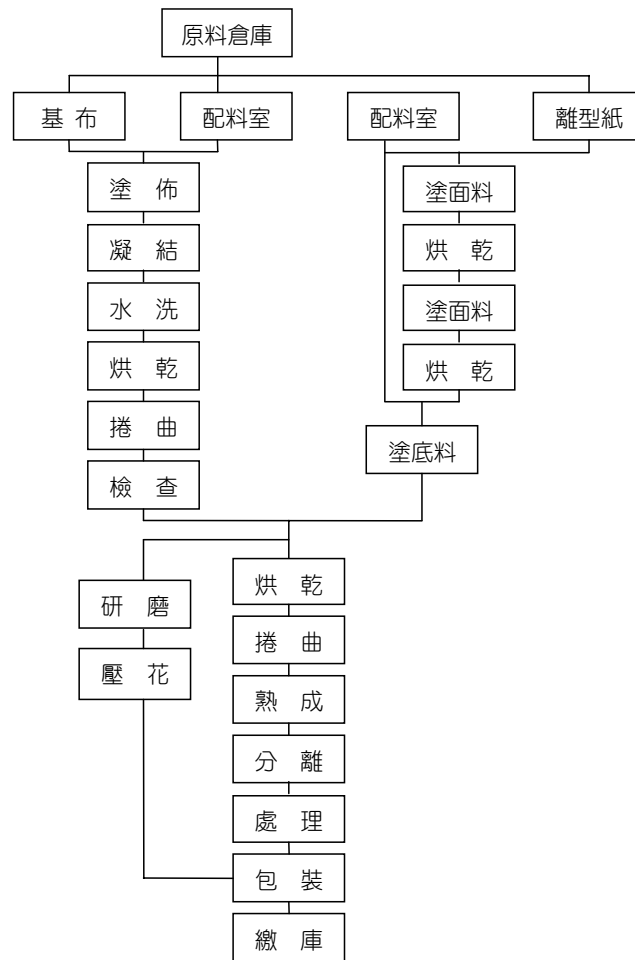 原料倉庫
基 布
配料室
配料室
離型紙
塗 佈
凝 結
水 洗
烘 乾
捲 曲
檢 查
塗面料
烘 乾
塗面料
烘 乾
塗底料
研 磨
壓 花
烘 乾
捲 曲
熟 成
分 離
處 理
包 裝
繳 庫